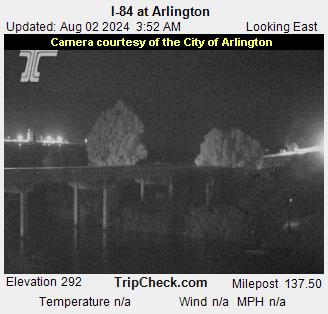 I-84 at Arlington
Updated: Aug 02 2024 3:52 AM Looking East
Camera courtesy of the City of Arlington
Elevation 292 TripCheck.com Milepost 137.50
Temperature n/a Wind n/a MPH n/a